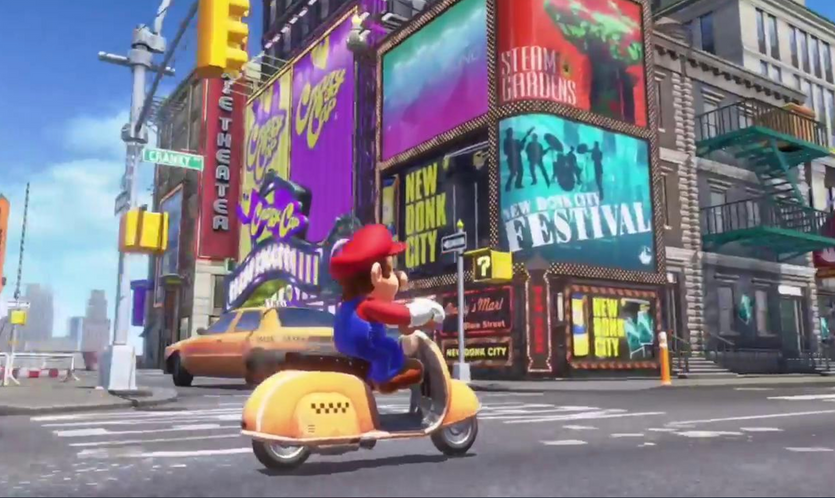 STEAM
GARDENS
E THEATER
Crazy
Cap
Crazy
Cap
CRANKY
Crazy Cap
NEW
DONK
CITY
NEW DONK CITY
FESTIVAL
?
NEW DONK CITY
NEW
DONK
CITY